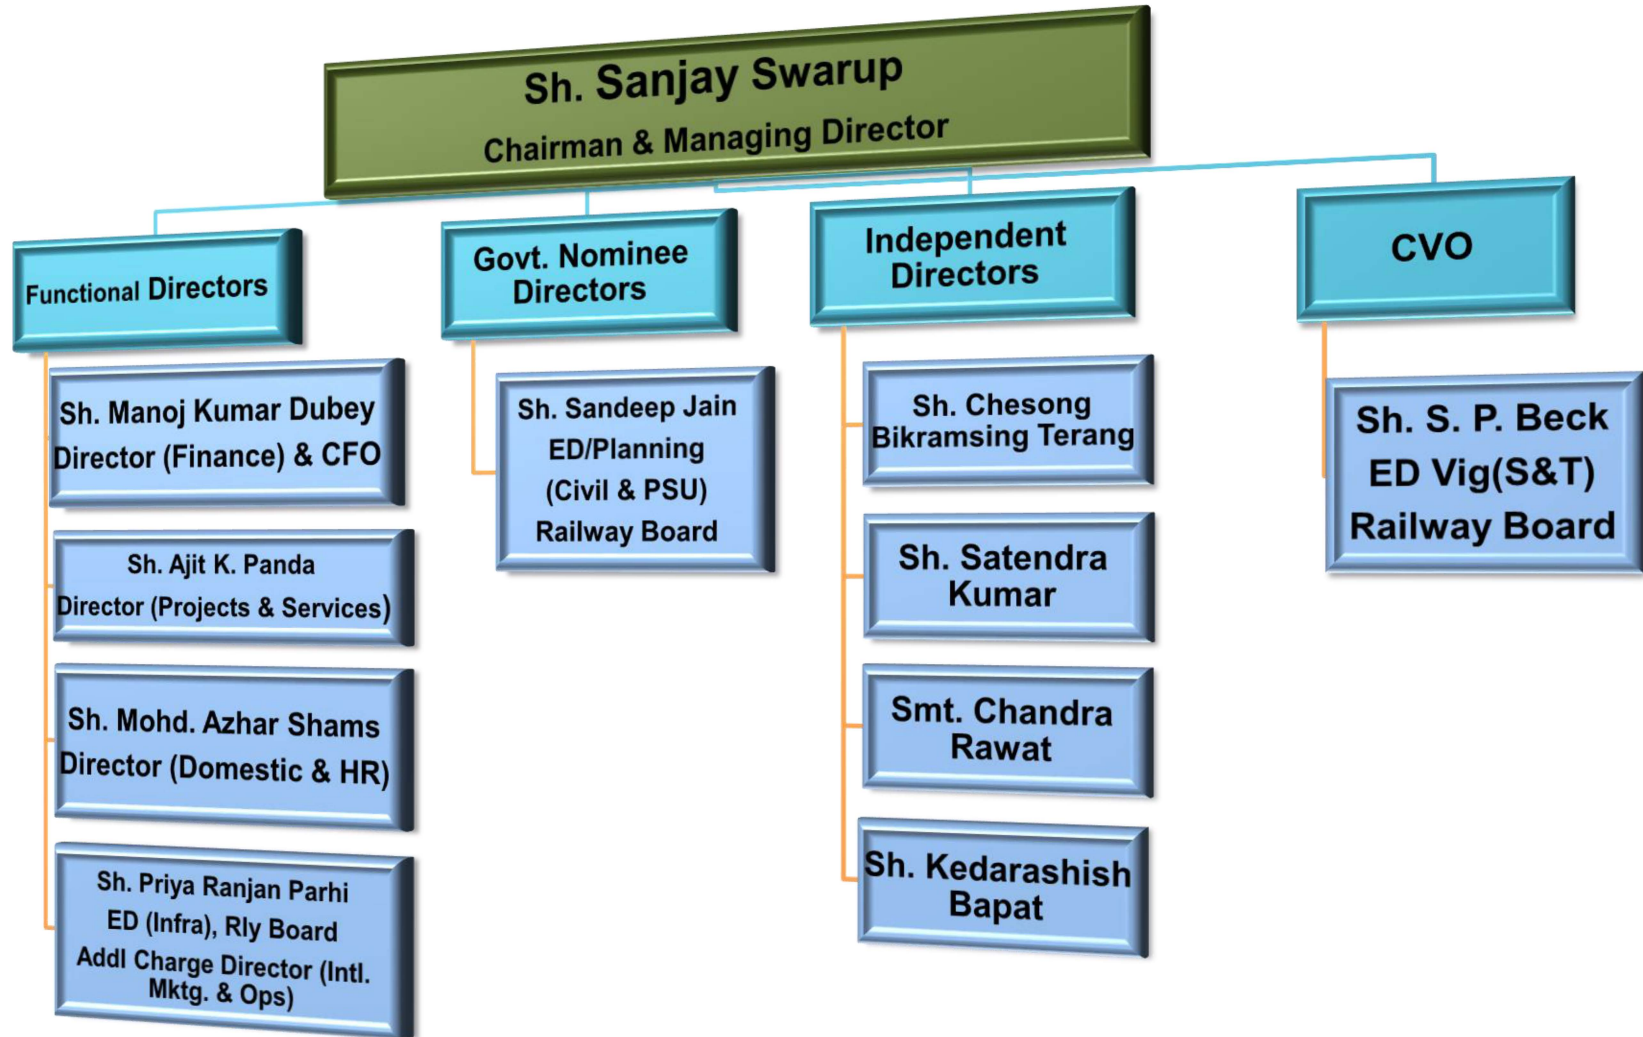 Sh. Sanjay Swarup
Chairman & Managing Director
Functional Directors
Sh. Manoj Kumar Dubey
Director (Finance) & CFO
Sh. Ajit K. Panda
Director (Projects & Services)
Sh. Mohd. Azhar Shams
Director (Domestic & HR)
Sh. Priya Ranjan Parhi
ED (Infra), Rly Board
Addl Charge Director (Intl.
Mktg. & Ops)
Govt. Nominee
Directors
Sh. Sandeep Jain
ED/Planning
(Civil & PSU)
Railway Board
Independent
Directors
Sh. Chesong
Bikramsing Terang
Sh. Satendra
Kumar
Smt. Chandra
Rawat
Sh. Kedarashish
Bapat
CVO
Sh. S. P. Beck
ED Vig(S&T)
Railway Board